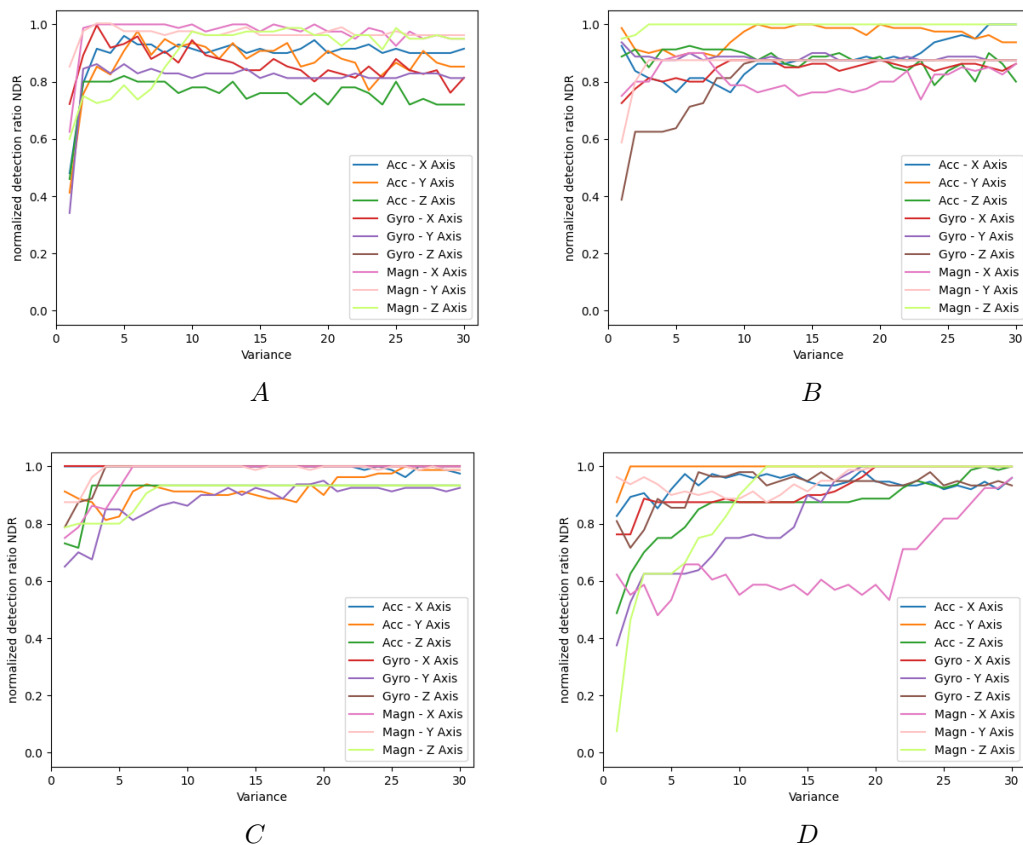 normalized detection ratio NDR
1.0
0.8
0.6
0.4
0.2
0.0
Acc - X Axis
Acc - Y Axis
Acc - Z Axis
Gyro - X Axis
Gyro - Y Axis
Gyro - Z Axis
Magn - X Axis
Magn - Y Axis
Magn - Z Axis
0 5 10 15 20 25 30
Variance
A
normalized detection ratio NDR
1.0
0.8
0.6
0.4
0.2
0.0
Acc - X Axis
Acc - Y Axis
Acc - Z Axis
Gyro - X Axis
Gyro - Y Axis
Gyro - Z Axis
Magn - X Axis
Magn - Y Axis
Magn - Z Axis
0 5 10 15 20 25 30
Variance
B
normalized detection ratio NDR
1.0
0.8
0.6
0.4
0.2
0.0
Acc - X Axis
Acc - Y Axis
Acc - Z Axis
Gyro - X Axis
Gyro - Y Axis
Gyro - Z Axis
Magn - X Axis
Magn - Y Axis
Magn - Z Axis
0 5 10 15 20 25 30
Variance
C
normalized detection ratio NDR
1.0
0.8
0.6
0.4
0.2
0.0
Acc - X Axis
Acc - Y Axis
Acc - Z Axis
Gyro - X Axis
Gyro - Y Axis
Gyro - Z Axis
Magn - X Axis
Magn - Y Axis
Magn - Z Axis
0 5 10 15 20 25 30
Variance
D